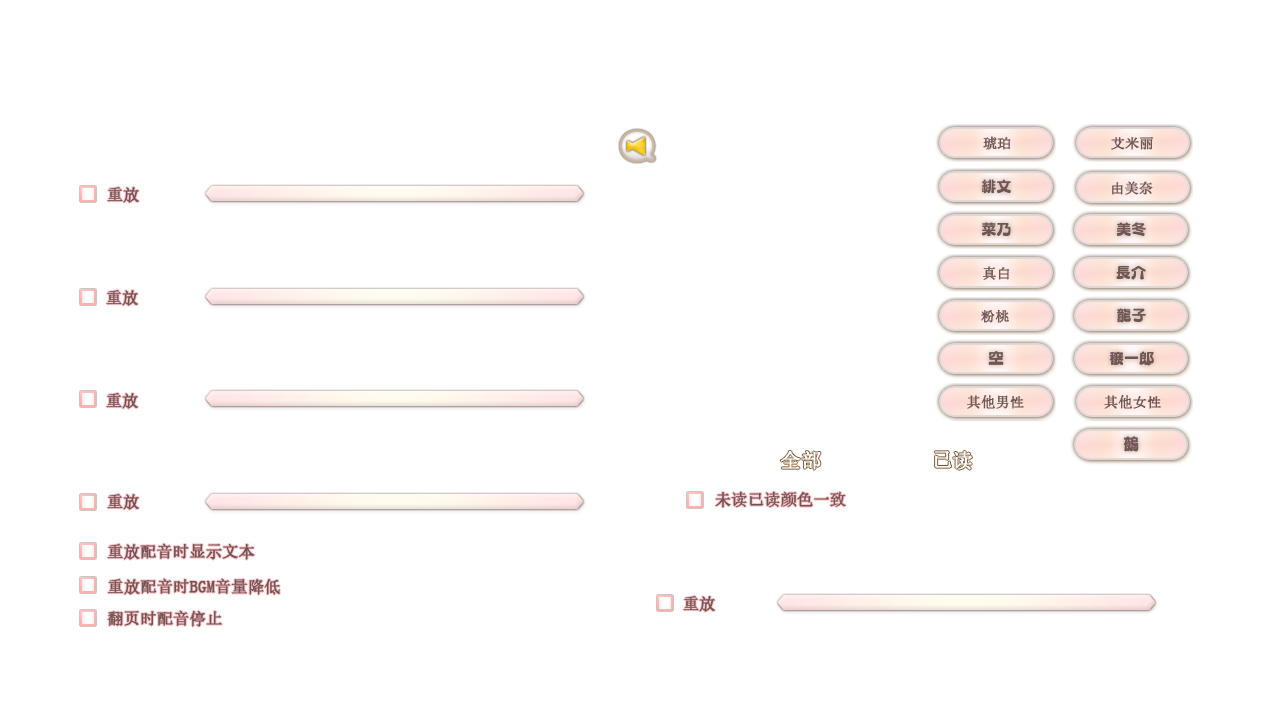 琥珀
艾米丽
重放
緋文
由美奈
菜乃
美冬
真白
長介
重放
粉桃
龍子
空
穣一郎
重放
其他男性
其他女性
鶴
全部
已读
重放
未读已读颜色一致
重放配音时显示文本
重放配音时BGM音量降低
重放
翻页时配音停止